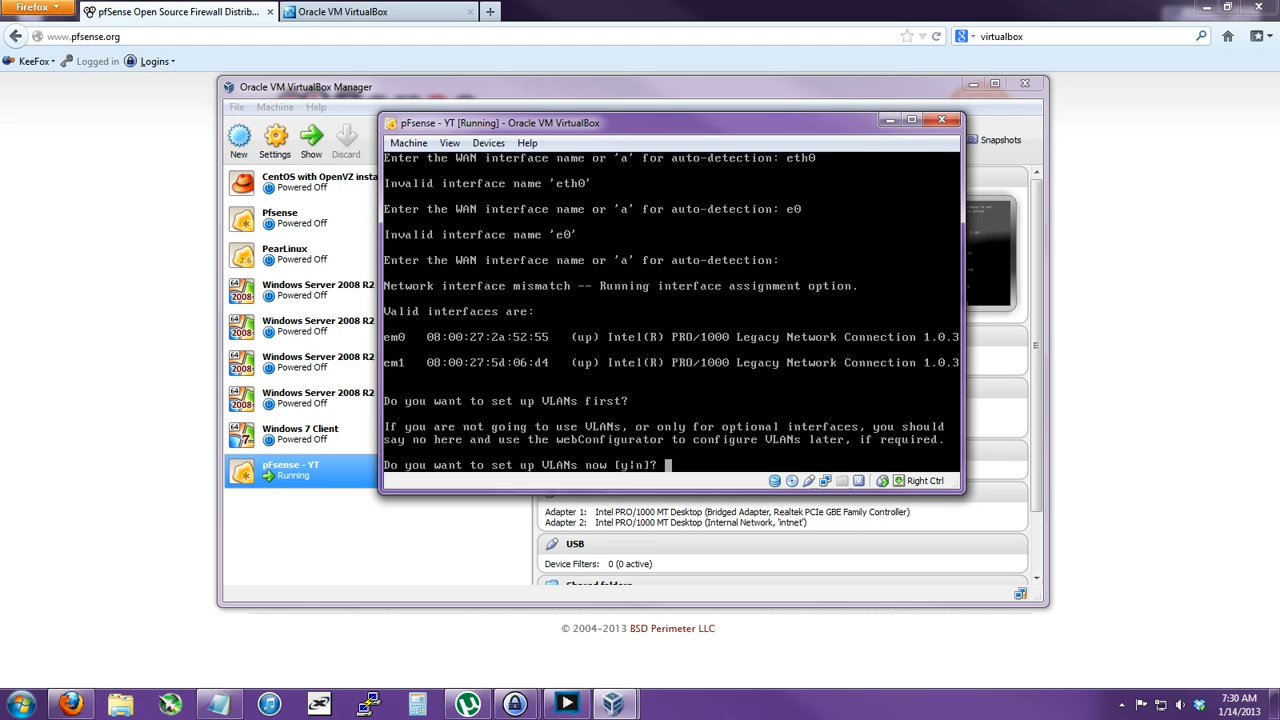 Firefox
pfSense Open Source Firewall Distrib...
Oracle VM VirtualBox
www.pfsense.org
virtualbox
KeeFox
Logged in
Logins
Oracle VM VirtualBox Manager
File Machine Help
New Settings Show Discard
Snapshots
CentOS with OpenVZ insta
Powered Off
Pfsense
Powered Off
PearLinux
2.6
Powered Off
Windows Server 2008 R2
2008
Powered Off
Windows Server 2008 R2
2008
Powered Off
Windows Server 2008 R2
2008
Powered Off
Windows Server 2008 R2
2008
Powered Off
Windows 7 Client
7
Powered Off
pFsense - YT
Running
pFsense - YT [Running] - Oracle VM VirtualBox
Machine View Devices Help
Enter the WAN interface name or 'a' for auto-detection: eth0
Invalid interface name 'eth0'
Enter the WAN interface name or 'a' for auto-detection: e0
Invalid interface name 'e0'
Enter the WAN interface name or 'a' for auto-detection:
Network interface mismatch -- Running interface assignment option.
Valid interfaces are:
em0 08:00:27:2a:52:55 (up) Intel(R) PRO/1000 Legacy Network Connection 1.0.3
em1 08:00:27:5d:06:d4 (up) Intel(R) PRO/1000 Legacy Network Connection 1.0.3
Do you want to set up VLANs first?
If you are not going to use VLANs, or only for optional interfaces, you should
say no here and use the webConfigurator to configure VLANs later, if required.
Do you want to set up VLANs now [y|n]?
Right Ctrl
Adapter 1: Intel PRO/1000 MT Desktop (Bridged Adapter, Realtek PCIe GBE Family Controller)
Adapter 2: Intel PRO/1000 MT Desktop (Internal Network, 'intnet')
USB
Device Filters: 0 (0 active)
Shared folders
© 2004-2013 BSD Perimeter LLC
7:30 AM
1/14/2013